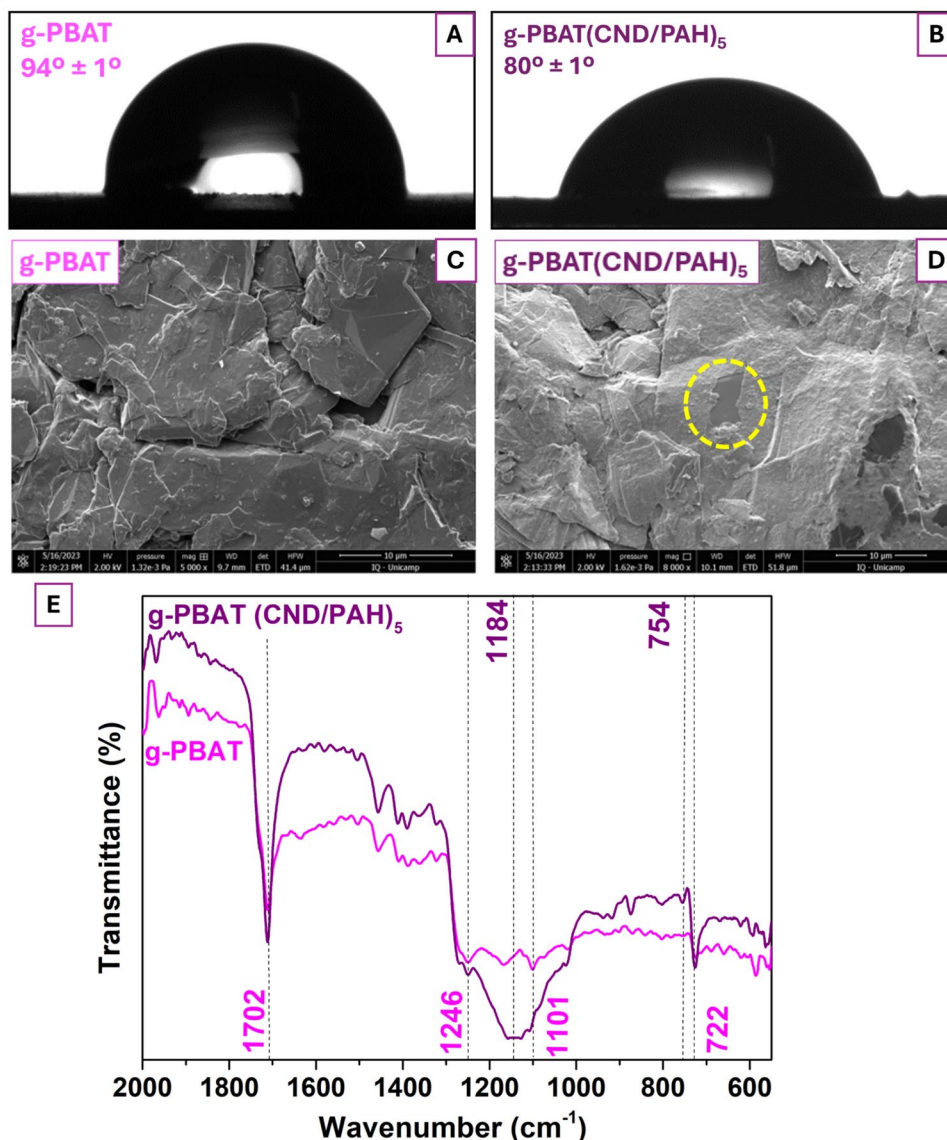 g-PBAT
94º ± 1º
A
g-PBAT(CND/PAH)5
80º ± 1º
B
g-PBAT
C
5/16/2023 HV pressure mag WD det HFW 10 µm
2:19:23 PM 2.00 kV 1.32e-3 Pa 5 000 x 9.7 mm ETD 41.4 µm IQ - Unicamp
g-PBAT(CND/PAH)5
D
5/16/2023 HV pressure mag WD det HFW 10 µm
2:13:33 PM 2.00 kV 1.62e-3 Pa 8 000 x 10.1 mm ETD 51.8 µm IQ - Unicamp
E
g-PBAT (CND/PAH)5
g-PBAT
1184
754
1702
1246
1101
722
Transmittance (%)
2000 1800 1600 1400 1200 1000 800 600
Wavenumber (cm-1)